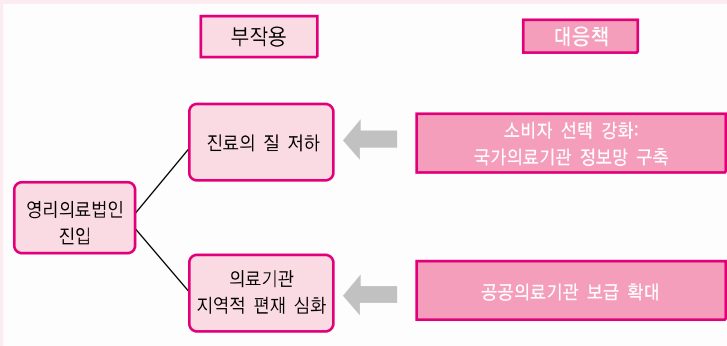 부작용
대응책
진료의 질 저하
소비자 선택 강화:
국가의료기관 정보망 구축
영리의료법인
진입
의료기관
지역적 편재 심화
공공의료기관 보급 확대